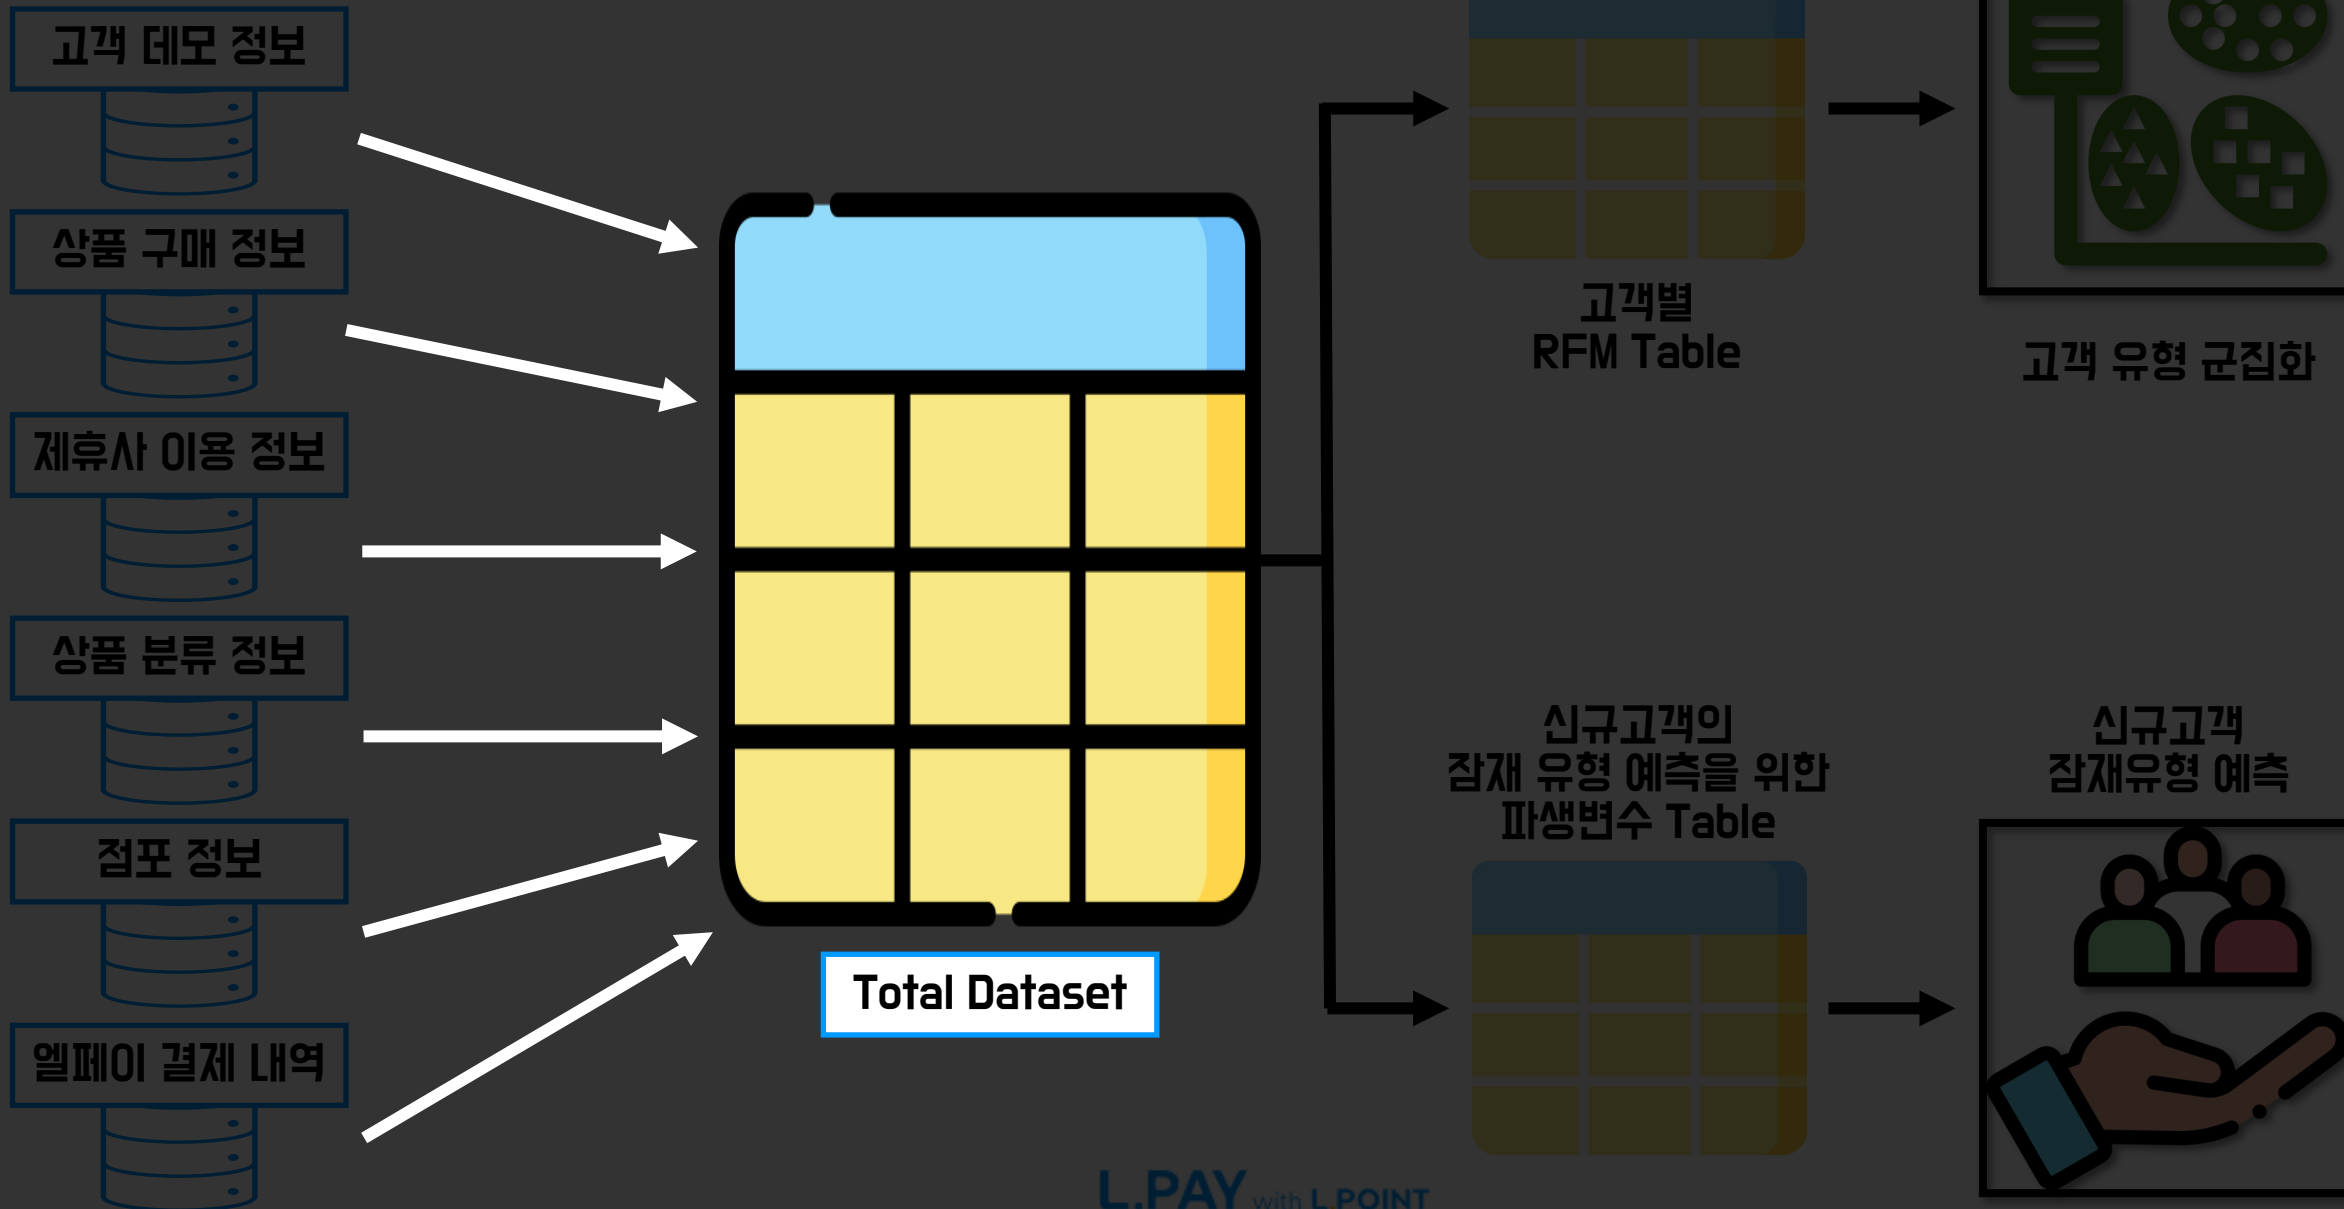 고객 데모 정보
상품 구매 정보
제휴사 이용 정보
상품 분류 정보
점포 정보
엘페이 결제 내역
Total Dataset
고객별
RFM Table
고객 유형 군집화
신규고객의
잠재 유형 예측을 위한
파생변수 Table
신규고객
잠재유형 예측
L.PAY with L.POINT